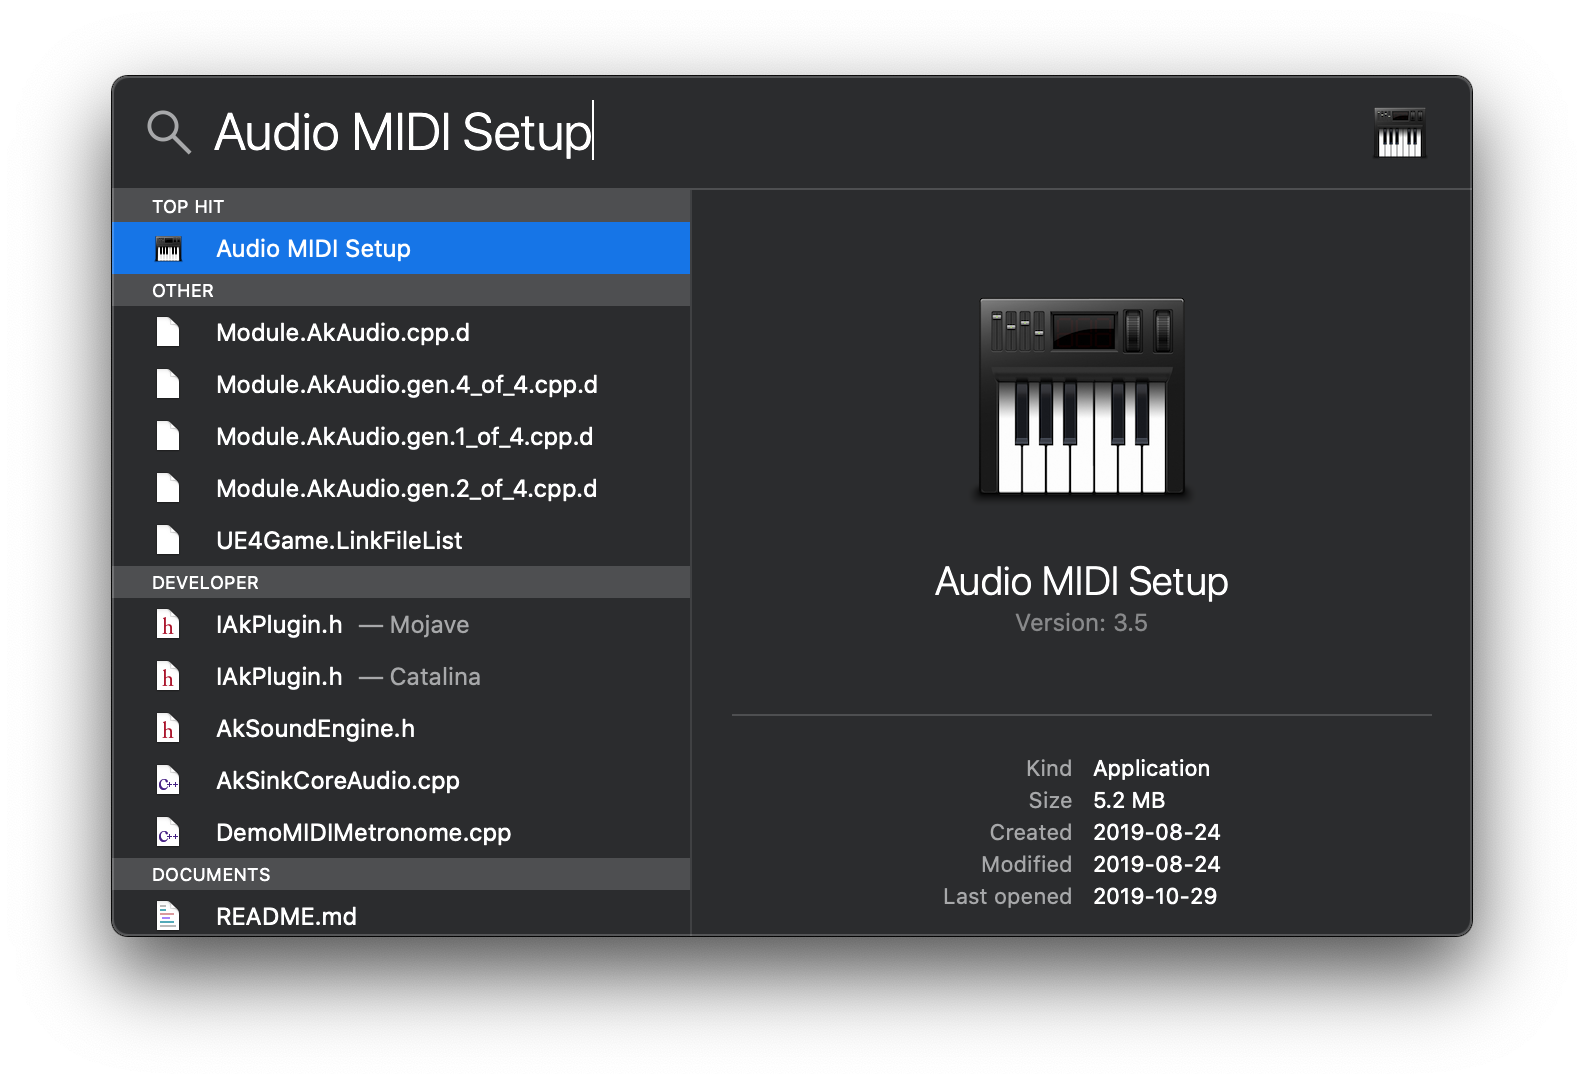 Audio MIDI Setup
TOP HIT
Audio MIDI Setup
OTHER
Module.AkAudio.cpp.d
Module.AkAudio.gen.4_of_4.cpp.d
Module.AkAudio.gen.1_of_4.cpp.d
Module.AkAudio.gen.2_of_4.cpp.d
UE4Game.LinkFileList
DEVELOPER
h IAkPlugin.h — Mojave
h IAkPlugin.h — Catalina
h AkSoundEngine.h
C++ AkSinkCoreAudio.cpp
C++ DemoMIDIMetronome.cpp
DOCUMENTS
README.md
Audio MIDI Setup
Version: 3.5
Kind Application
Size 5.2 MB
Created 2019-08-24
Modified 2019-08-24
Last opened 2019-10-29